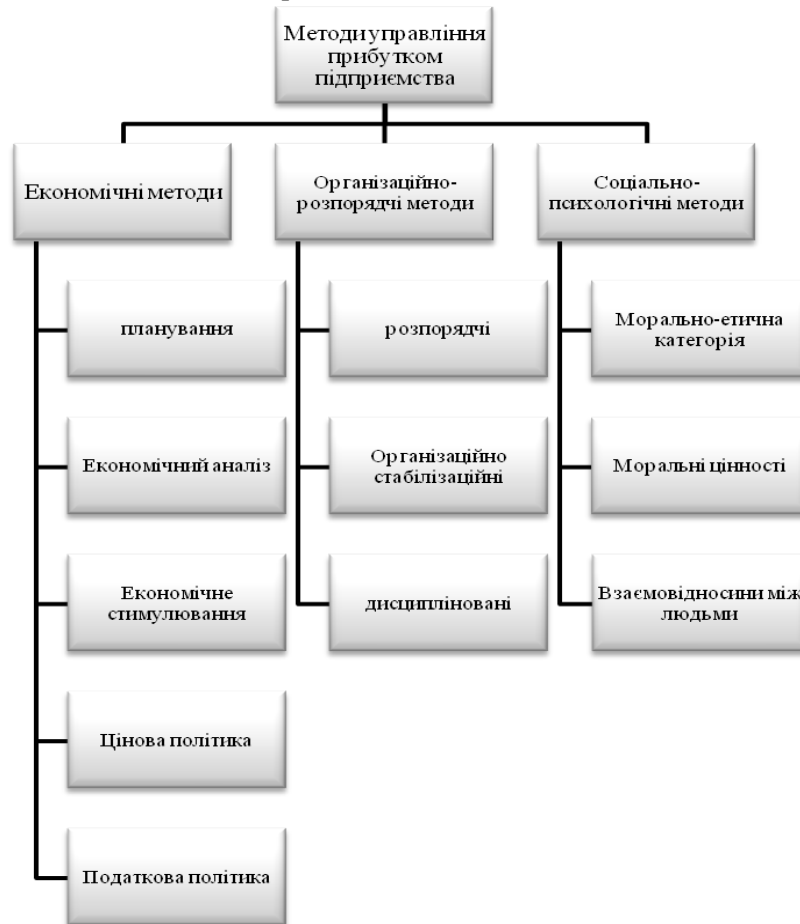 Методи управління
прибутком
підприємства
Економічні методи
Організаційно-
розпорядчі методи
Соціально-
психологічні методи
планування
розпорядчі
Морально-етична
категорія
Економічний аналіз
Організаційно
стабілізаційні
Моральні цінності
Економічне
стимулювання
дисципліновані
Взаємовідносини між
людьми
Цінова політика
Податкова політика